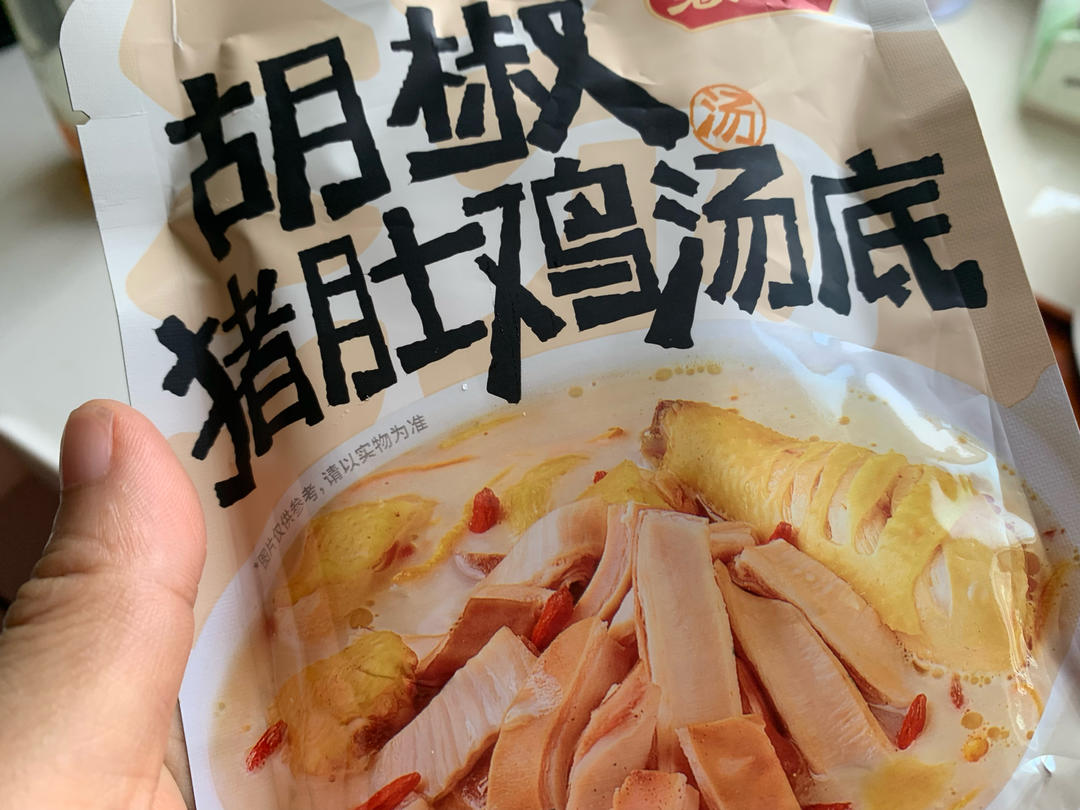 胡椒
汤
猪肚鸡汤底
*图片仅供参考，请以实物为准